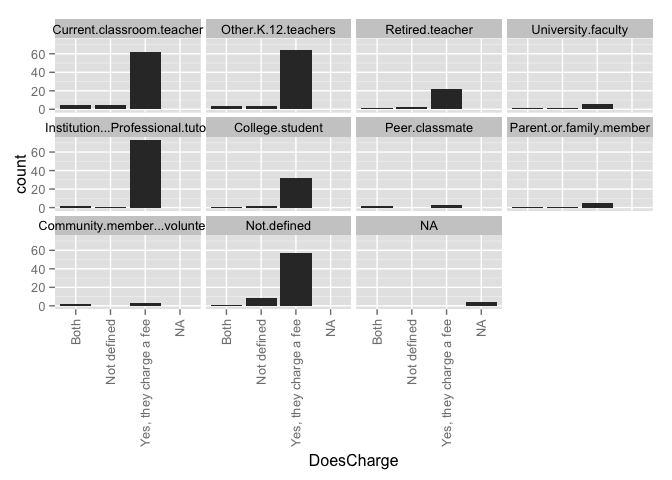 Current.classroom.teacher
Other.K.12.teachers
Retired.teacher
University.faculty
60
40
20
0
Institution...Professional.tuto
College.student
Peer.classmate
Parent.or.family.member
60
40
20
0
Community.member...volunte
Not.defined
NA
60
40
20
0
count
Both
Not defined
Yes, they charge a fee
NA
Both
Not defined
Yes, they charge a fee
NA
Both
Not defined
Yes, they charge a fee
NA
DoesCharge